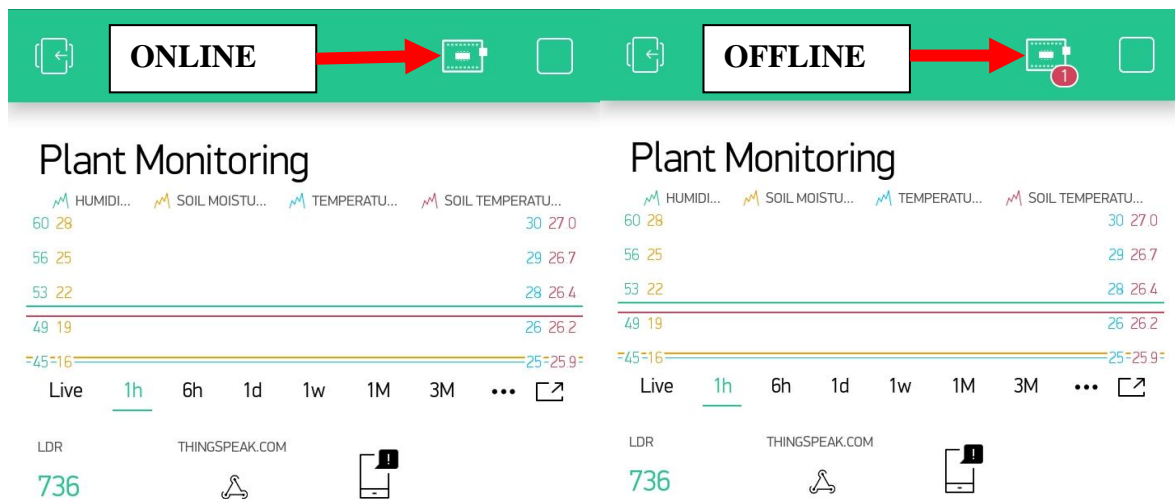 ONLINE
Plant Monitoring
HUMIDI... SOIL MOISTU... TEMPERATU... SOIL TEMPERATU...
60 28 30 27.0
56 25 29 26.7
53 22 28 26.4
49 19 26 26.2
45 16 25 25.9
Live 1h 6h 1d 1w 1M 3M •••
LDR THINGSPEAK.COM
736
!
OFFLINE
1
Plant Monitoring
HUMIDI... SOIL MOISTU... TEMPERATU... SOIL TEMPERATU...
60 28 30 27.0
56 25 29 26.7
53 22 28 26.4
49 19 26 26.2
45 16 25 25.9
Live 1h 6h 1d 1w 1M 3M •••
LDR THINGSPEAK.COM
736
!